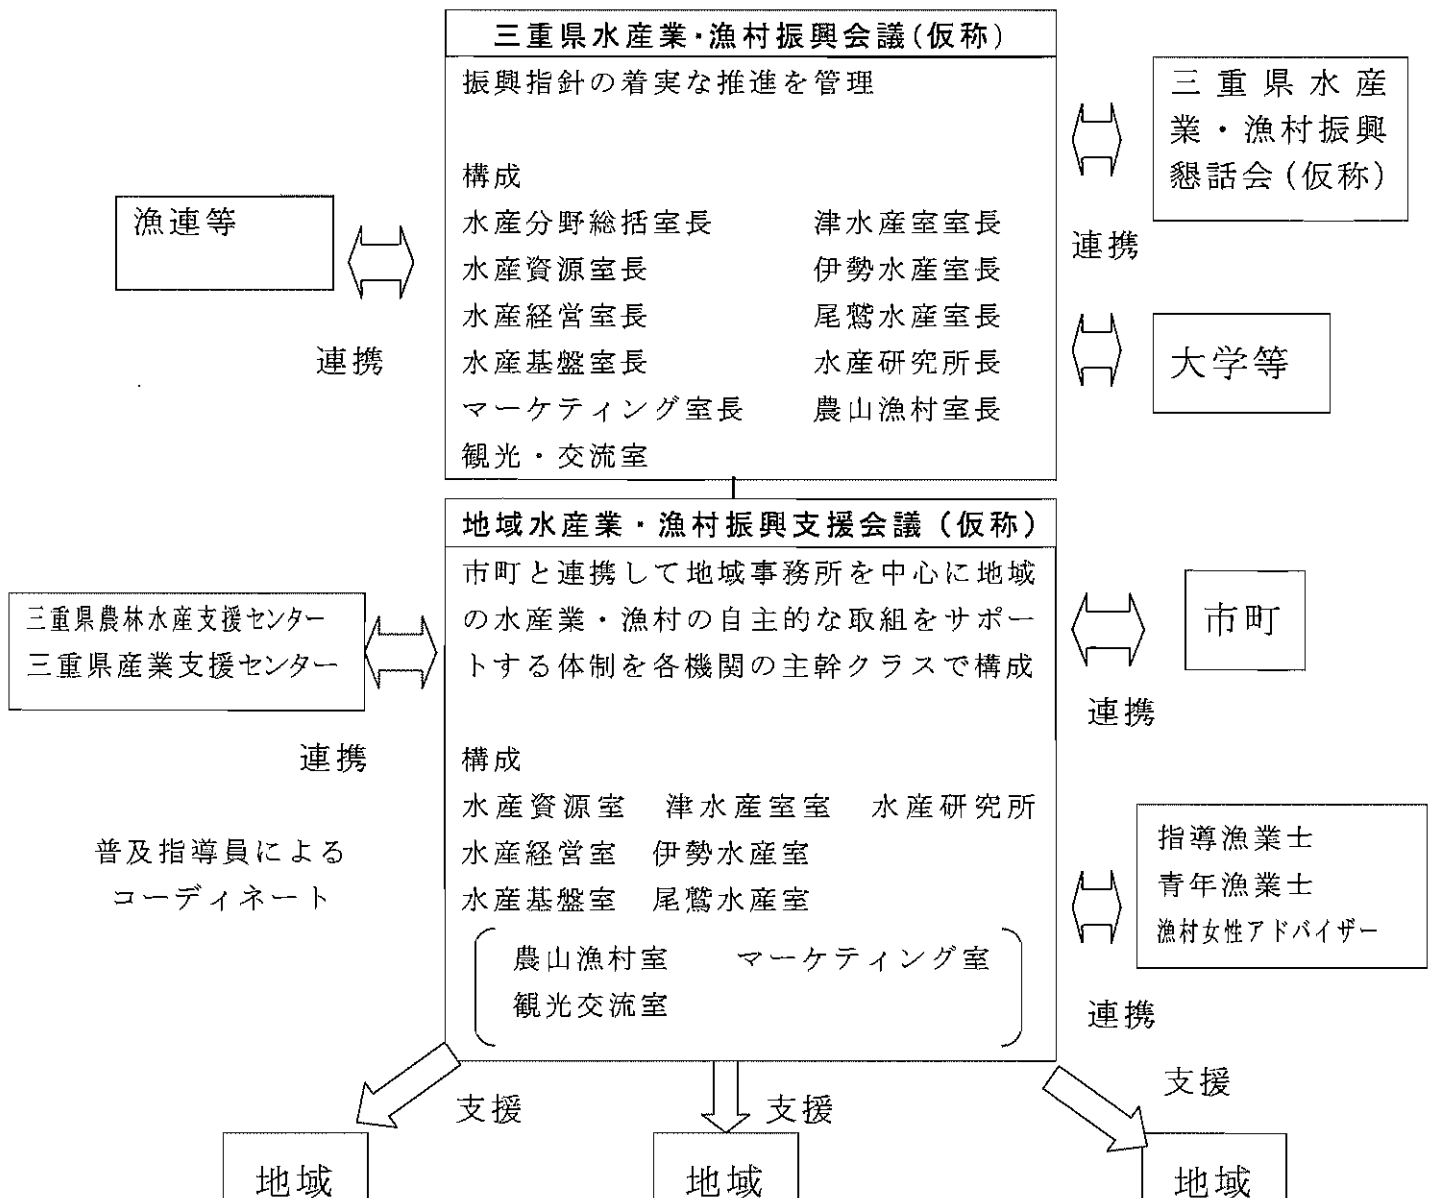 三重県水産業・漁村振興会議(仮称)
振興指針の着実な推進を管理
構成
水産分野総括室長 津水産室室長
水産資源室長 伊勢水産室長
水産経営室長 尾鷲水産室長
水産基盤室長 水産研究所長
マーケティング室長 農山漁村室長
観光・交流室
漁連等
連携
三重県水産
業・漁村振興
懇話会(仮称)
連携
大学等
地域水産業・漁村振興支援会議(仮称)
市町と連携して地域事務所を中心に地域
の水産業・漁村の自主的な取組をサポー
トする体制を各機関の主幹クラスで構成
構成
水産資源室 津水産室室 水産研究所
水産経営室 伊勢水産室
水産基盤室 尾鷲水産室
農山漁村室 マーケティング室
観光交流室
三重県農林水産支援センター
三重県産業支援センター
連携
普及指導員による
コーディネート
市町
連携
指導漁業士
青年漁業士
漁村女性アドバイザー
連携
支援
支援
支援
地域
地域
地域